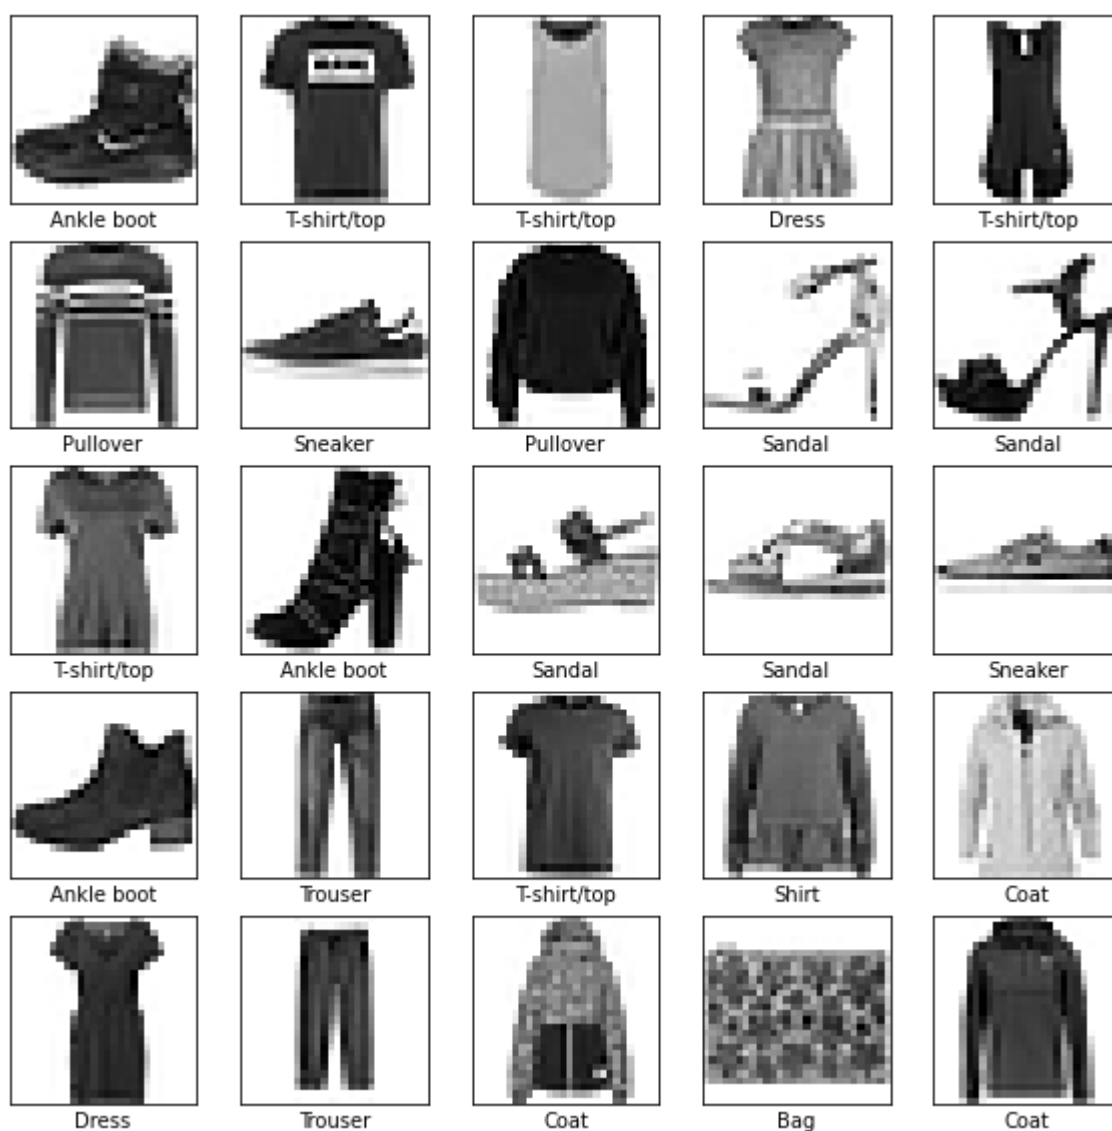 Ankle boot
T-shirt/top
T-shirt/top
Dress
T-shirt/top
Pullover
Sneaker
Pullover
Sandal
Sandal
T-shirt/top
Ankle boot
Sandal
Sandal
Sneaker
Ankle boot
Trouser
T-shirt/top
Shirt
Coat
Dress
Trouser
Coat
Bag
Coat